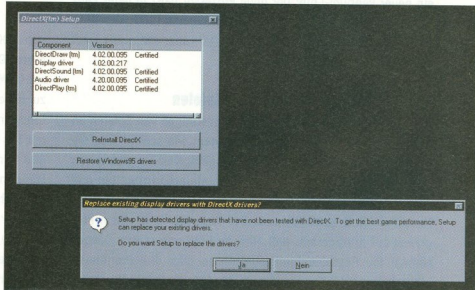 DirectX(tm) Setup
Component Version
DirectDraw (tm) 4.02.00.095 Certified
Display driver 4.02.00.217
DirectSound (tm) 4.02.00.095 Certified
Audio driver 4.20.00.095 Certified
DirectPlay (tm) 4.02.00.095 Certified
ReInstall DirectX
Restore Windows95 drivers
Replace existing display drivers with DirectX drivers?
Setup has detected display drivers that have not been tested with DirectX. To get the best game performance, Setup
can replace your existing drivers.
Do you want Setup to replace the drivers?
Ja Nein